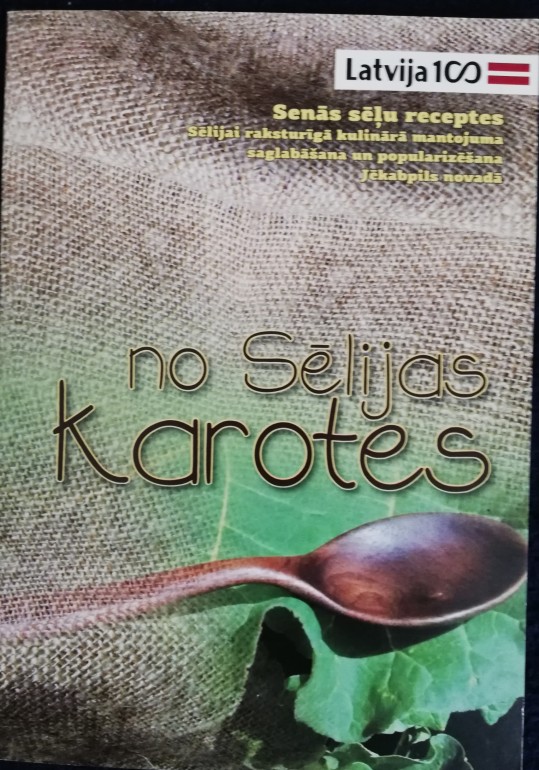 Latvija 100
Senās sēļu receptes
Sēlijai raksturīgā kulinārā mantojuma
saglabāšana un popularizēšana
Jēkabpils novadā
no Sēlijas
karotes